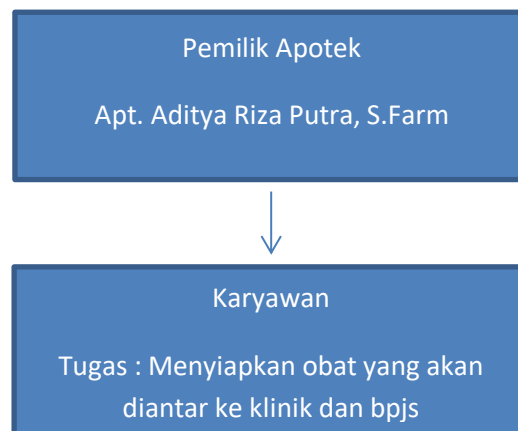 Pemilik Apotek
Apt. Aditya Riza Putra, S.Farm
Karyawan
Tugas : Menyiapkan obat yang akan
diantar ke klinik dan bpjs